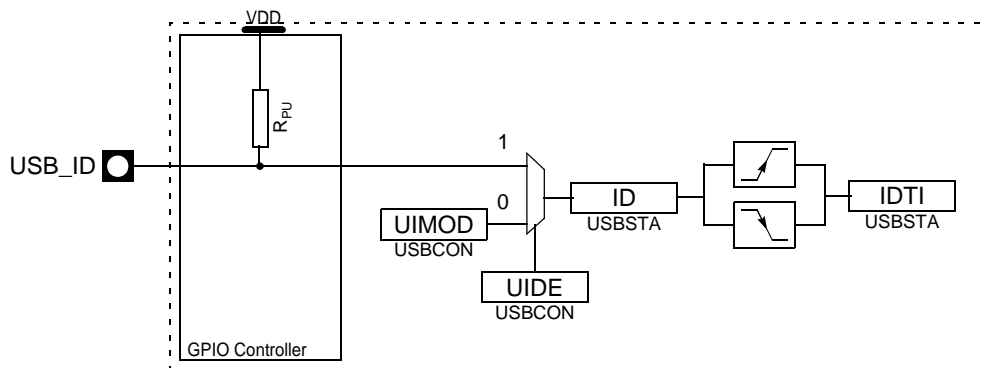 VDD
RPU
USB_ID
1
0
UIMOD
USBCON
ID
USBSTA
IDTI
USBSTA
UIDE
USBCON
GPIO Controller